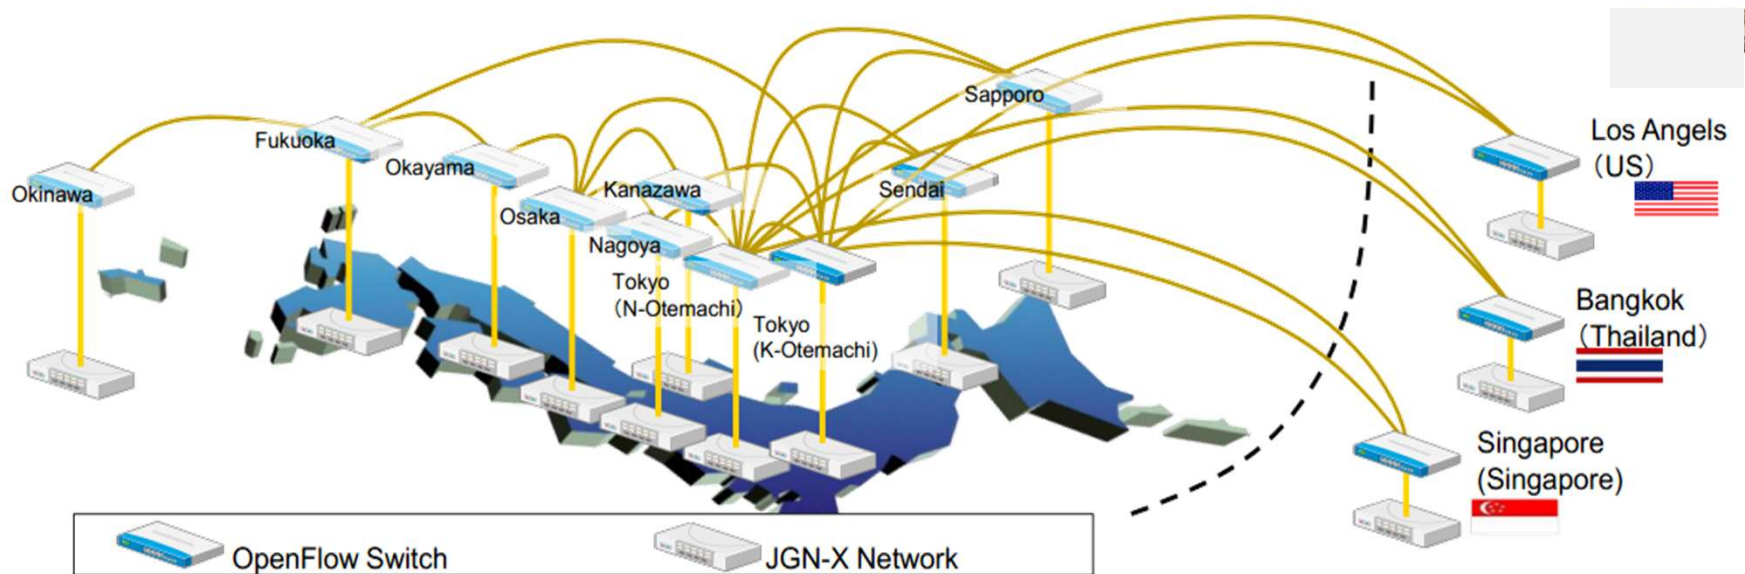 Sapporo
Los Angels
（US）
Fukuoka
Okayama
Okinawa
Kanazawa
Sendai
Osaka
Nagoya
Tokyo
（N-Otemachi）
Tokyo
(K-Otemachi)
Bangkok
（Thailand）
Singapore
(Singapore)
OpenFlow Switch
JGN-X Network